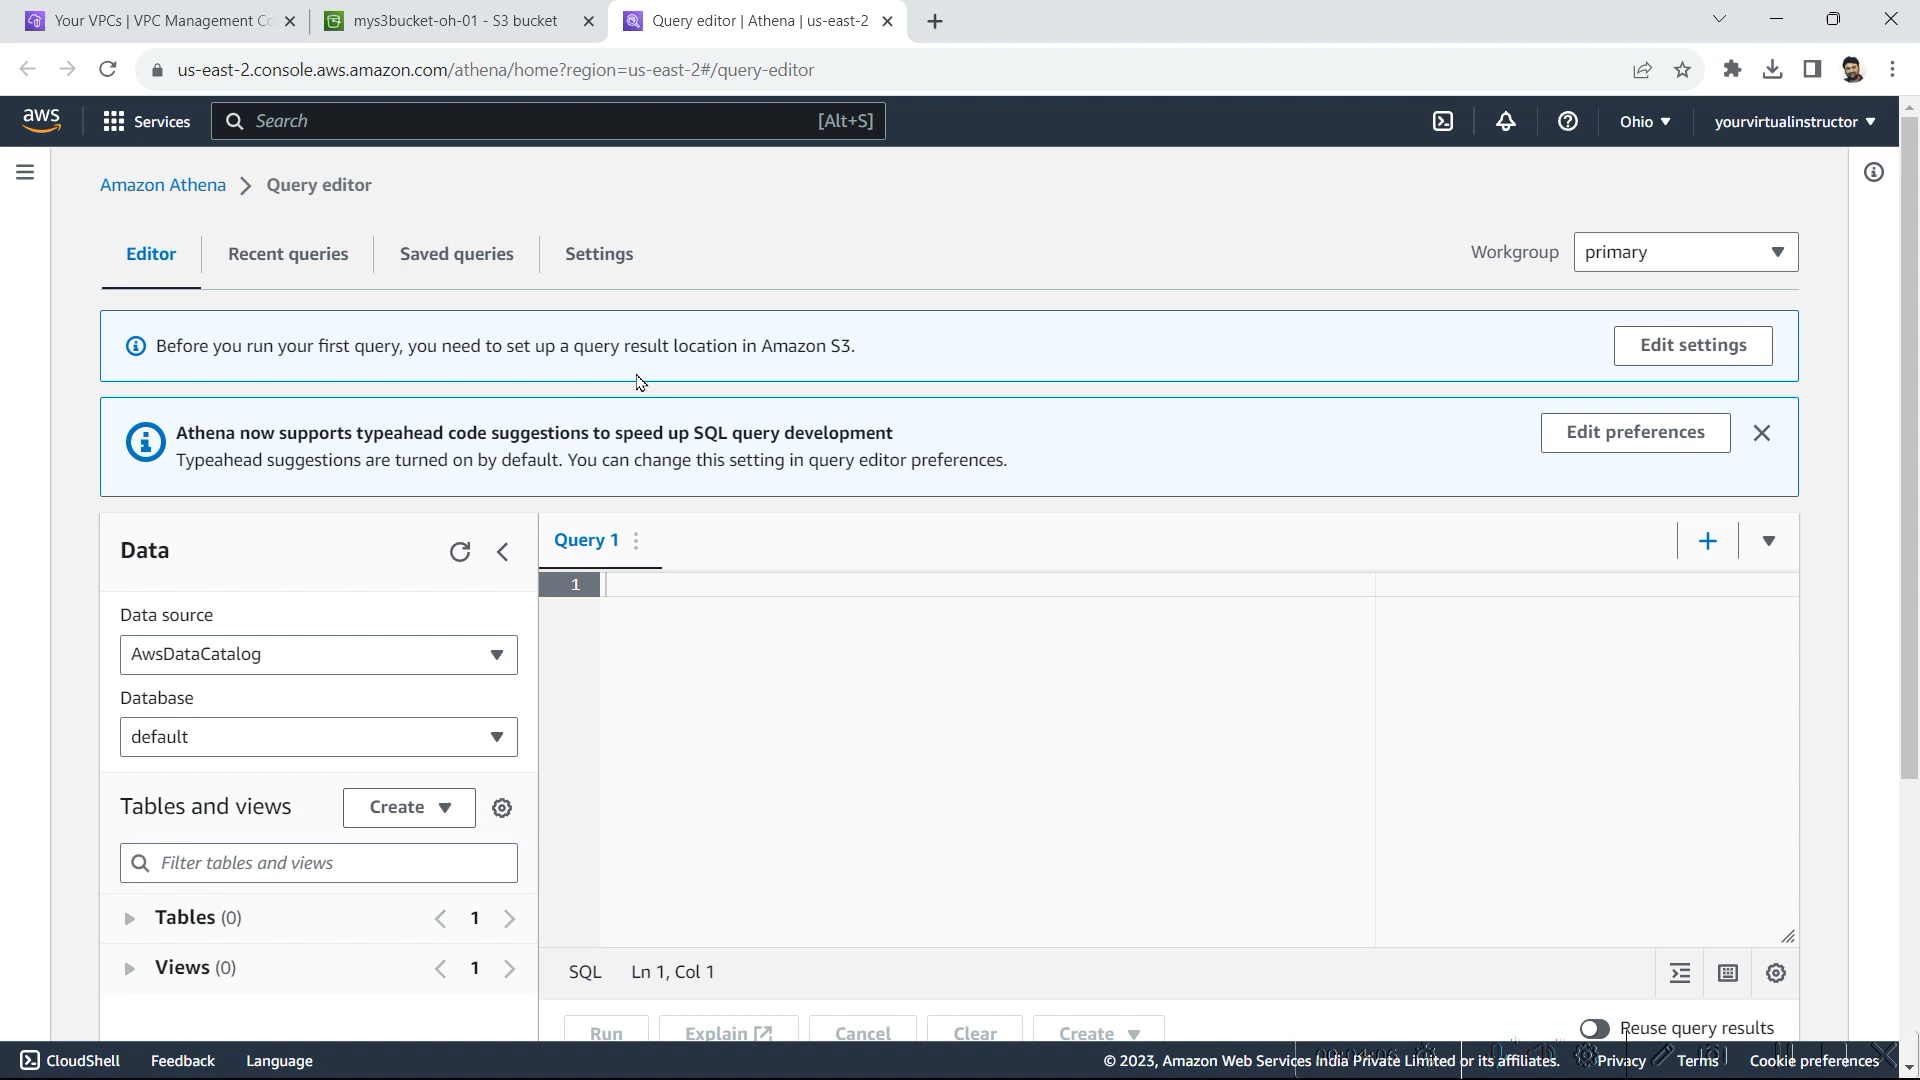 Your VPCs | VPC Management Co
mys3bucket-oh-01 - S3 bucket
Query editor | Athena | us-east-2
us-east-2.console.aws.amazon.com/athena/home?region=us-east-2#/query-editor
aws
Services
Search
[Alt+S]
Ohio
yourvirtualinstructor
Amazon Athena
Query editor
Editor
Recent queries
Saved queries
Settings
Workgroup
primary
Before you run your first query, you need to set up a query result location in Amazon S3.
Edit settings
Athena now supports typeahead code suggestions to speed up SQL query development
Typeahead suggestions are turned on by default. You can change this setting in query editor preferences.
Edit preferences
Data
Query 1
1
Data source
AwsDataCatalog
Database
default
Tables and views
Create
Filter tables and views
Tables (0)
1
Views (0)
1
SQL
Ln 1, Col 1
Run
Explain
Cancel
Clear
Create
Reuse query results
CloudShell
Feedback
Language
© 2023, Amazon Web Services India Private Limited or its affiliates.
Privacy
Terms
Cookie preferences